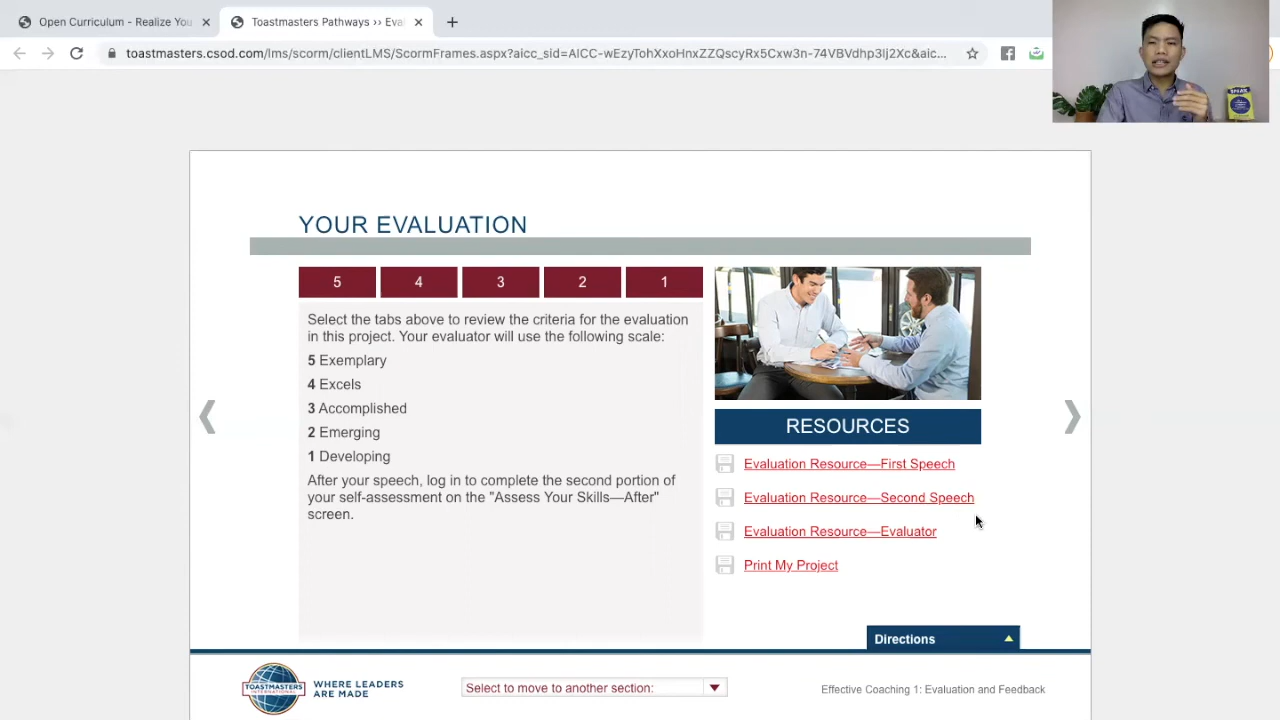 Open Curriculum - Realize You
Toastmasters Pathways ›› Eval
toastmasters.csod.com/lms/scorm/clientLMS/ScormFrames.aspx?aicc_sid=AICC-wEzyTohXxoHnxZZQscyRx5Cxw3n-74VBVdhp3Ij2Xc&aic...
SPEAK
YOUR EVALUATION
5 4 3 2 1
Select the tabs above to review the criteria for the evaluation
in this project. Your evaluator will use the following scale:
5 Exemplary
4 Excels
3 Accomplished
2 Emerging
1 Developing
After your speech, log in to complete the second portion of
your self-assessment on the "Assess Your Skills—After"
screen.
RESOURCES
Evaluation Resource—First Speech
Evaluation Resource—Second Speech
Evaluation Resource—Evaluator
Print My Project
Directions
TOASTMASTERS
INTERNATIONAL
WHERE LEADERS
ARE MADE
Select to move to another section:
Effective Coaching 1: Evaluation and Feedback